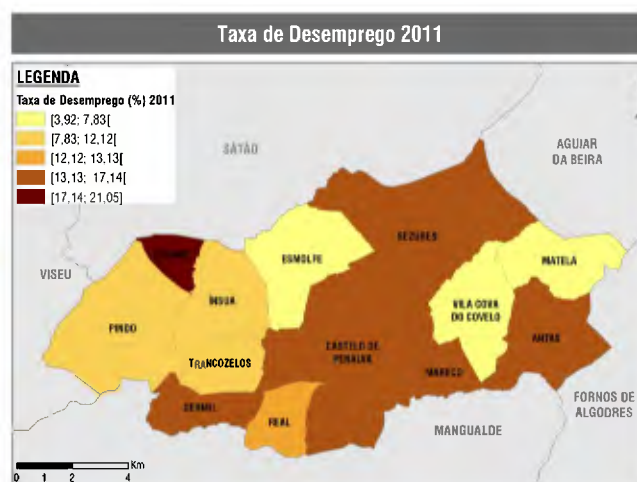 Taxa de Desemprego 2011
LEGENDA
Taxa de Desemprego (%) 2011
[3,92; 7,83[
[7,83; 12,12[
[12,12; 13,13[
[13,13; 17,14[
[17,14; 21,05]
SÁTÃO
AGUIAR
DA BEIRA
SEZURES
ESMOLFE
MATELA
VISEU
ÍNSUA
VILA COVA
DO COVELO
PINDO
ANTAS
CASTELO DE
PENALVA
TRANCOZELOS
MARECO
GERMIL
REAL
FORNOS DE
ALGODRES
MANGUALDE
Km
0 1 2 4